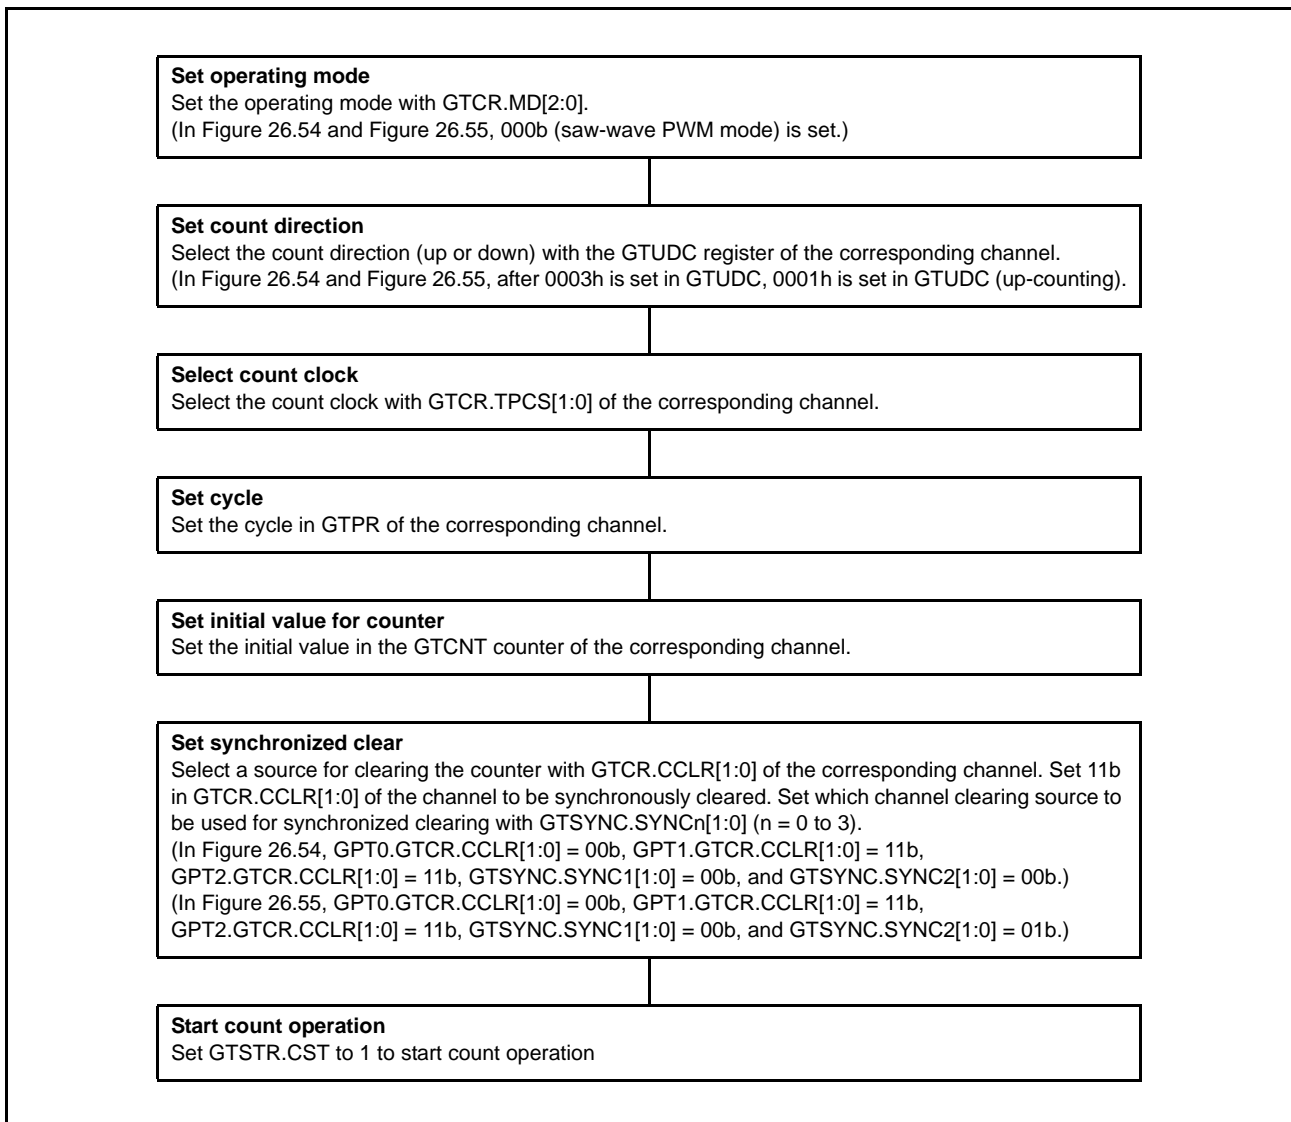 Set operating mode
Set the operating mode with GTCR.MD[2:0].
(In Figure 26.54 and Figure 26.55, 000b (saw-wave PWM mode) is set.)
Set count direction
Select the count direction (up or down) with the GTUDC register of the corresponding channel.
(In Figure 26.54 and Figure 26.55, after 0003h is set in GTUDC, 0001h is set in GTUDC (up-counting).
Select count clock
Select the count clock with GTCR.TPCS[1:0] of the corresponding channel.
Set cycle
Set the cycle in GTPR of the corresponding channel.
Set initial value for counter
Set the initial value in the GTCNT counter of the corresponding channel.
Set synchronized clear
Select a source for clearing the counter with GTCR.CCLR[1:0] of the corresponding channel. Set 11b
in GTCR.CCLR[1:0] of the channel to be synchronously cleared. Set which channel clearing source to
be used for synchronized clearing with GTSYNC.SYNCn[1:0] (n = 0 to 3).
(In Figure 26.54, GPT0.GTCR.CCLR[1:0] = 00b, GPT1.GTCR.CCLR[1:0] = 11b,
GPT2.GTCR.CCLR[1:0] = 11b, GTSYNC.SYNC1[1:0] = 00b, and GTSYNC.SYNC2[1:0] = 00b.)
(In Figure 26.55, GPT0.GTCR.CCLR[1:0] = 00b, GPT1.GTCR.CCLR[1:0] = 11b,
GPT2.GTCR.CCLR[1:0] = 11b, GTSYNC.SYNC1[1:0] = 00b, and GTSYNC.SYNC2[1:0] = 01b.)
Start count operation
Set GTSTR.CST to 1 to start count operation